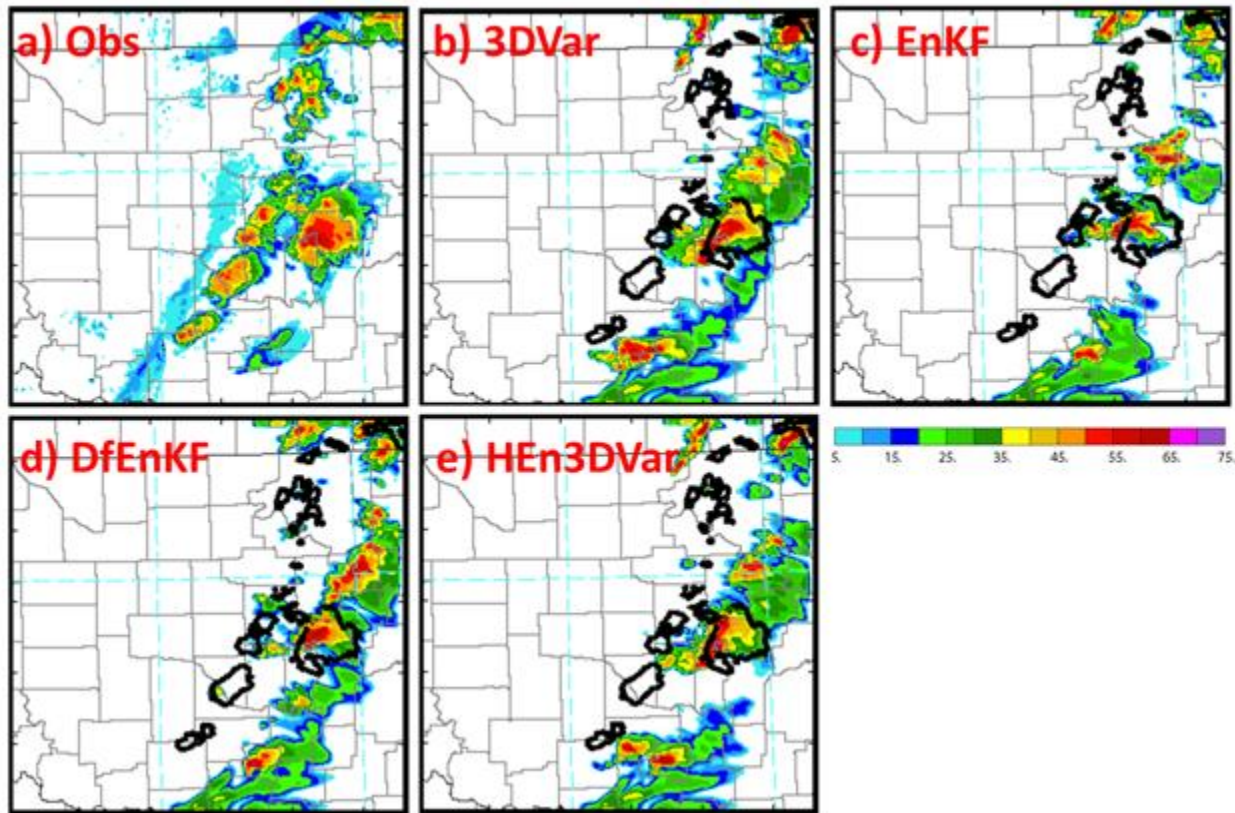 a) Obs
b) 3DVar
c) EnKF
d) DfEnKF
e) HEn3DVar
5. 15. 25. 35. 45. 55. 65. 75.